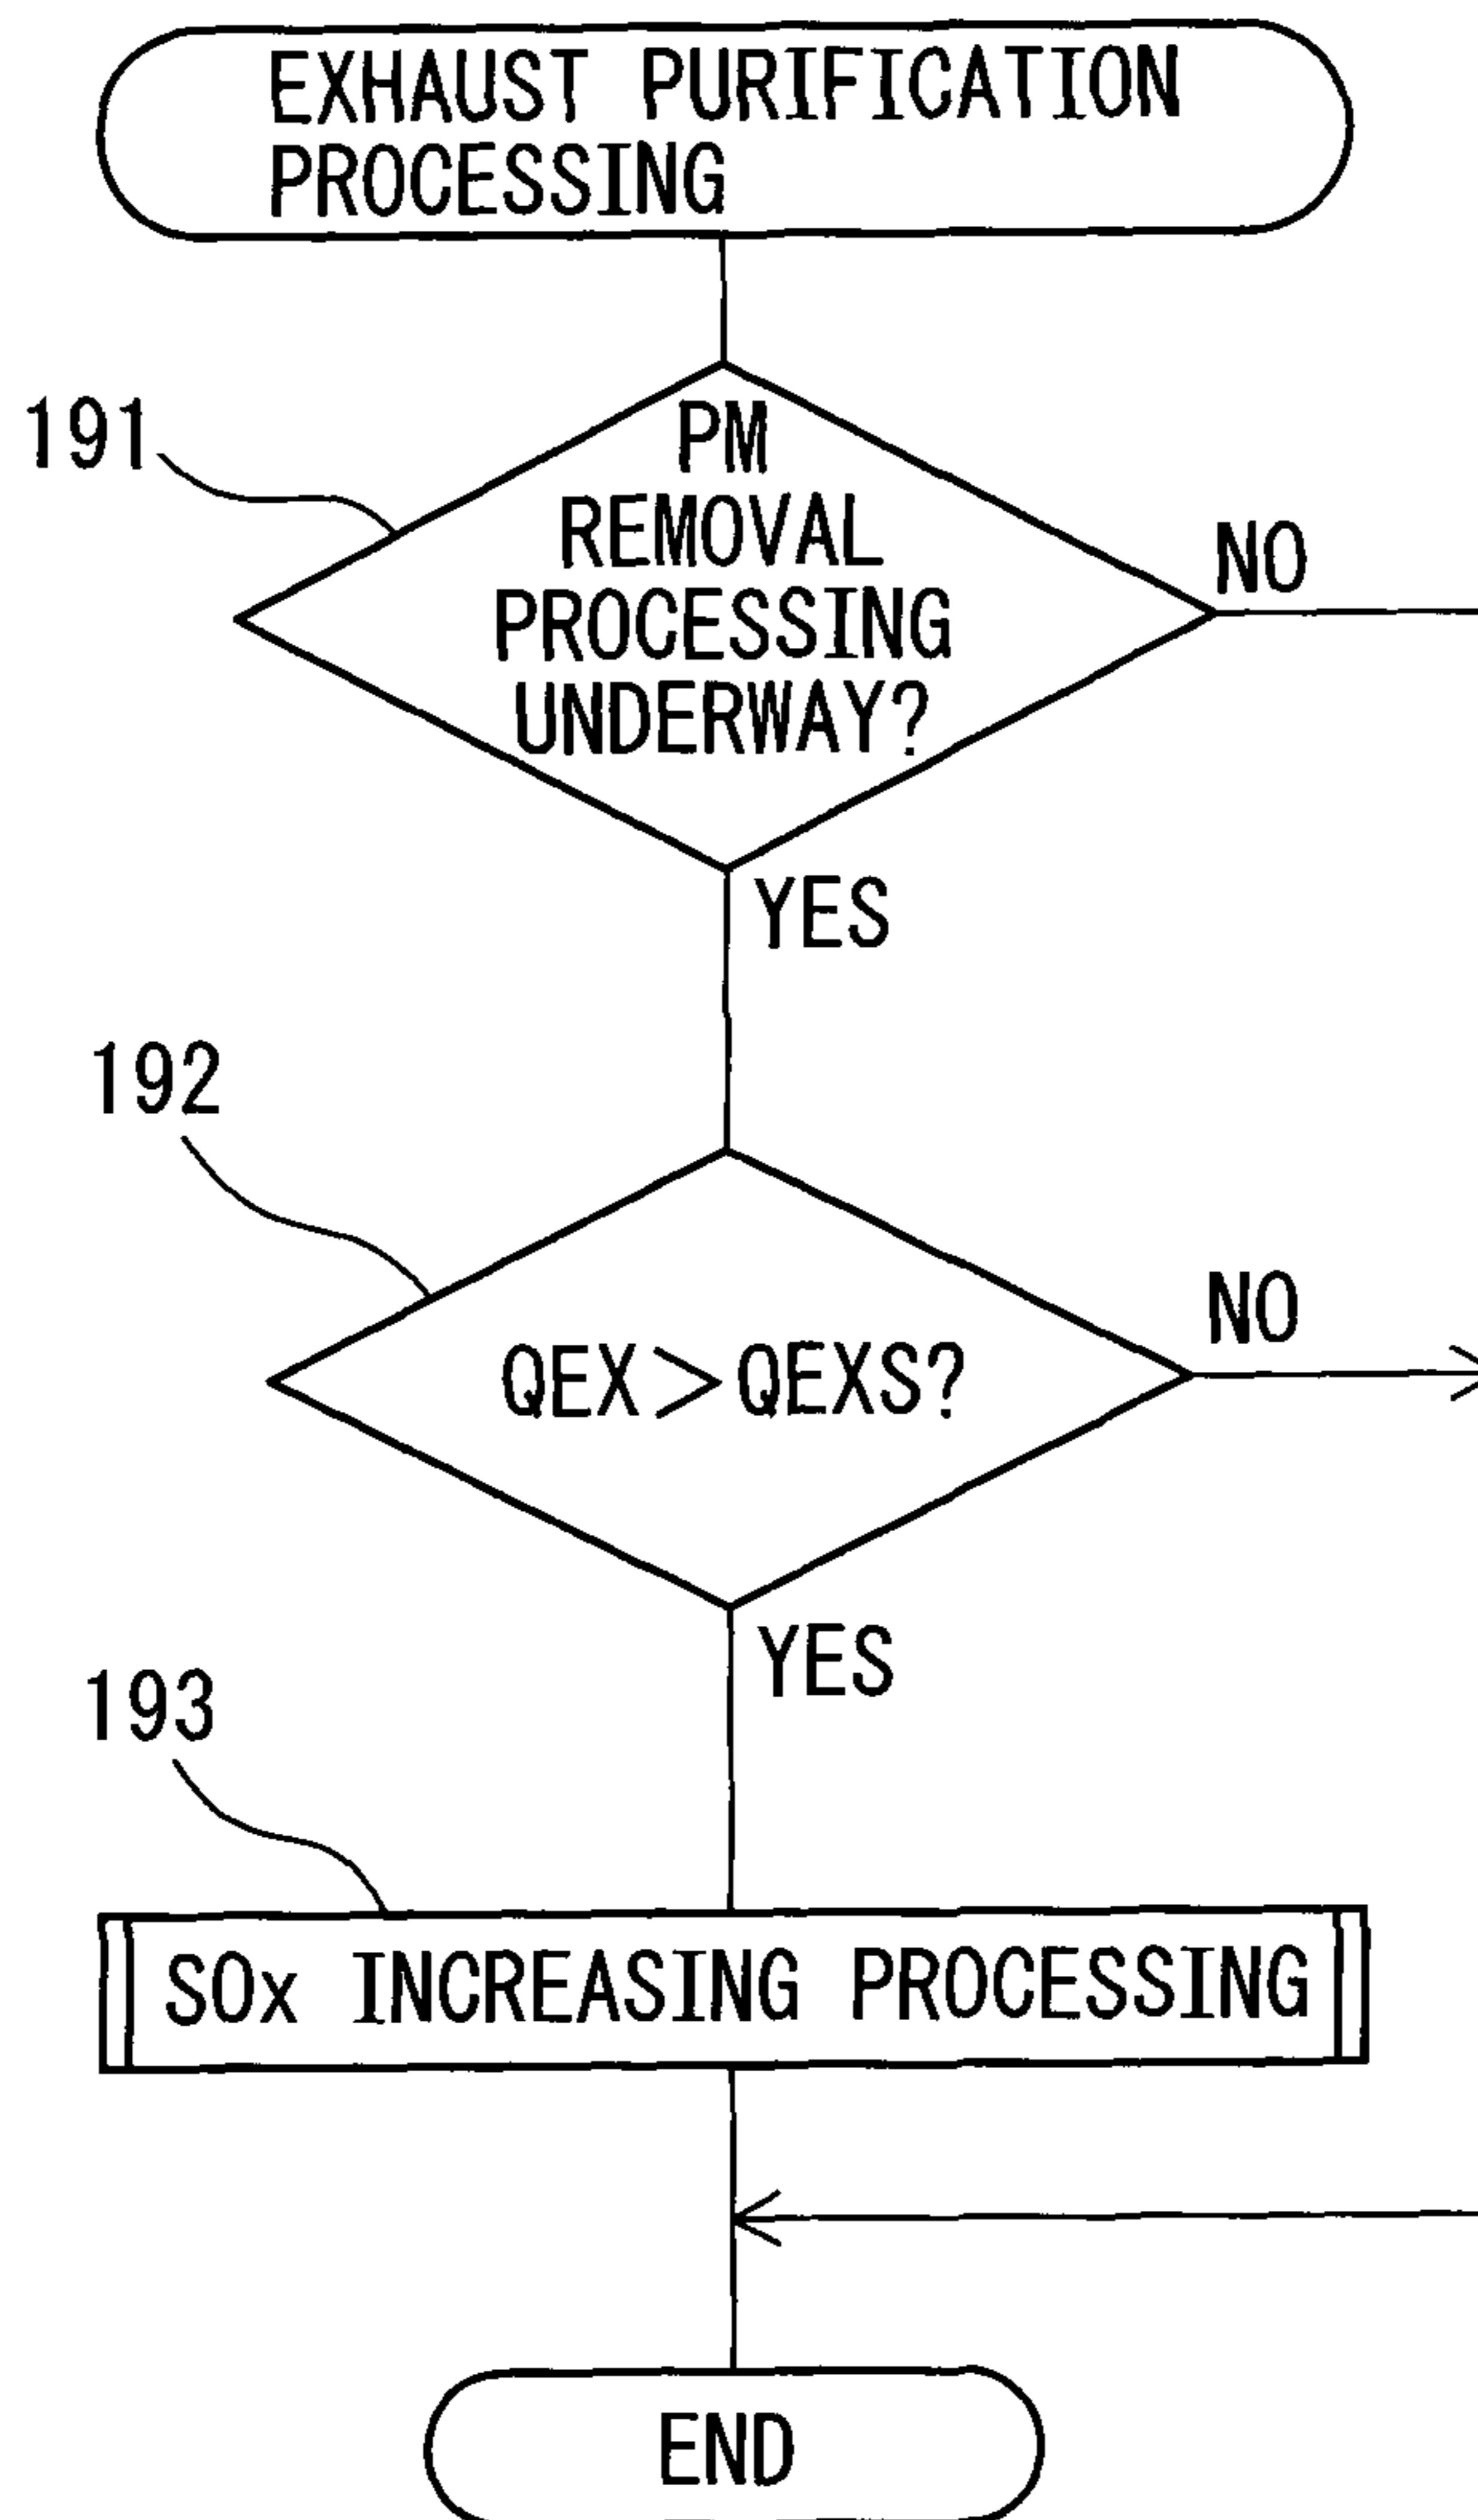 EXHAUST PURIFICATION
PROCESSING
191
PM
REMOVAL
PROCESSING
UNDERWAY?
NO
YES
192
QEX>QEXS?
NO
YES
193
SOx INCREASING PROCESSING
END